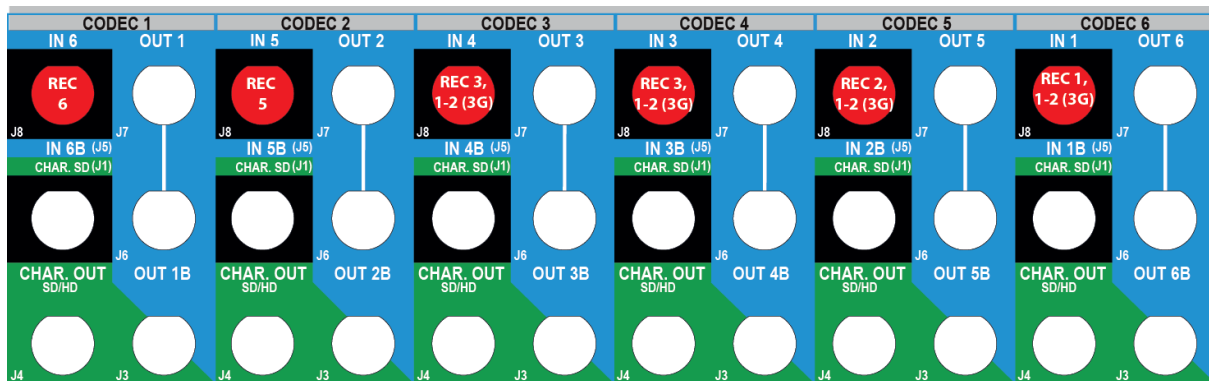 CODEC 1 CODEC 2 CODEC 3 CODEC 4 CODEC 5 CODEC 6
IN 6 OUT 1 IN 5 OUT 2 IN 4 OUT 3 IN 3 OUT 4 IN 2 OUT 5 IN 1 OUT 6
REC REC REC 3, REC 3, REC 2, REC 1,
6 5 1-2 (3G) 1-2 (3G) 1-2 (3G) 1-2 (3G)
J8 J7 J8 J7 J8 J7 J8 J7 J8 J7 J8 J7
IN 6B (J5) IN 5B (J5) IN 4B (J5) IN 3B (J5) IN 2B (J5) IN 1B (J5)
CHAR. SD (J1) CHAR. SD (J1) CHAR. SD (J1) CHAR. SD (J1) CHAR. SD (J1) CHAR. SD (J1)
J6 J6 J6 J6 J6 J6
CHAR. OUT OUT 1B CHAR. OUT OUT 2B CHAR. OUT OUT 3B CHAR. OUT OUT 4B CHAR. OUT OUT 5B CHAR. OUT OUT 6B
SD/HD SD/HD SD/HD SD/HD SD/HD SD/HD
J4 J3 J4 J3 J4 J3 J4 J3 J4 J3 J4 J3